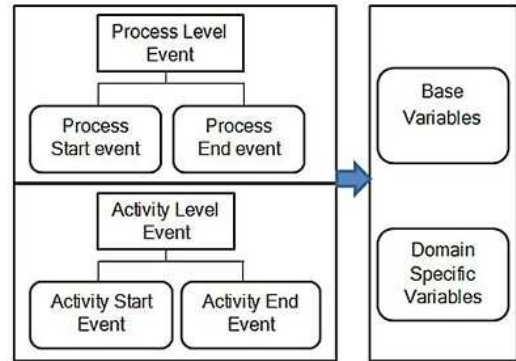 Process Level
Event
Process
Start event
Process
End event
Activity Level
Event
Activity Start
Event
Activity End
Event
Base
Variables
Domain
Specific
Variables